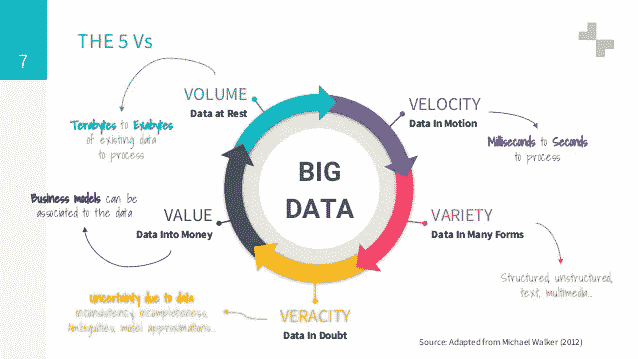 7
THE 5 Vs
VOLUME
Data at Rest
Terabytes to Exabytes
of existing data
to process
VELOCITY
Data In Motion
Milliseconds to Seconds
to process
BIG
DATA
Business models can be
associated to the data
VALUE
Data Into Money
VARIETY
Data In Many Forms
Structured, unstructured,
text, multimedia...
Uncertainty due to data
inconsistency, incompleteness,
Ambiguities, model approximations...
VERACITY
Data In Doubt
Source: Adapted from Michael Walker (2012)